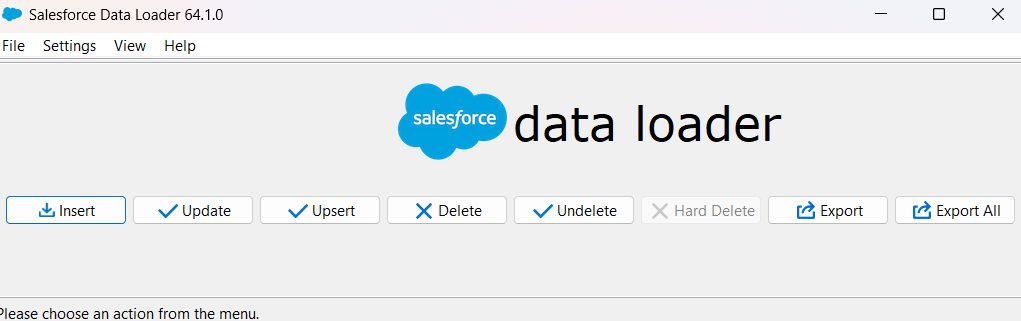 Salesforce Data Loader 64.1.0
File Settings View Help
salesforce data loader
Insert Update Upsert Delete Undelete Hard Delete Export Export All
Please choose an action from the menu.